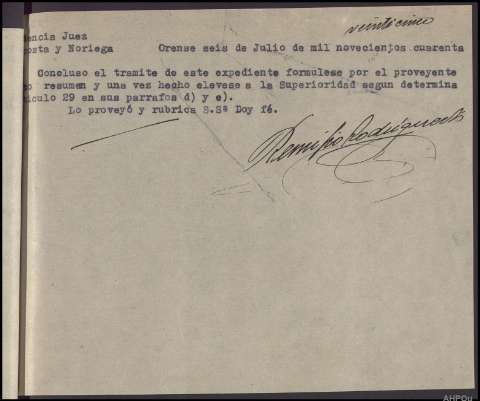 veinticinco
dencia Juez
costa y Noriega Orense seis de Julio de mil novecientos cuarenta
Concluso el tramite de este expediente formulese por el proveyente
resumen y una vez hecho elevese a la Superioridad segun determina
iculo 29 en sus parrafos d) y e).
Lo proveyó y rubrica S.Sª Doy fé.
Remigio Rodriguez
AHPOu